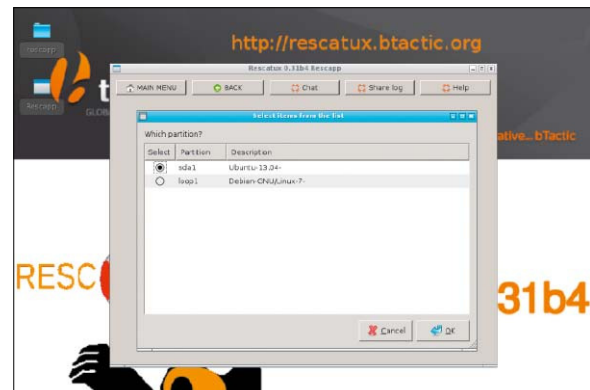 http://rescatux.btactic.org
rescapp
Rescatux 0.31b4 Rescapp
MAIN MENU
BACK
Chat
Share log
Help
Rescapp
Select items from the list
Which partition?
Select Partition Description
sda1 Ubuntu-13.04-
loop1 Debian-GNU/Linux-7-
ative... bTactic
RESC
31b4
Cancel
OK